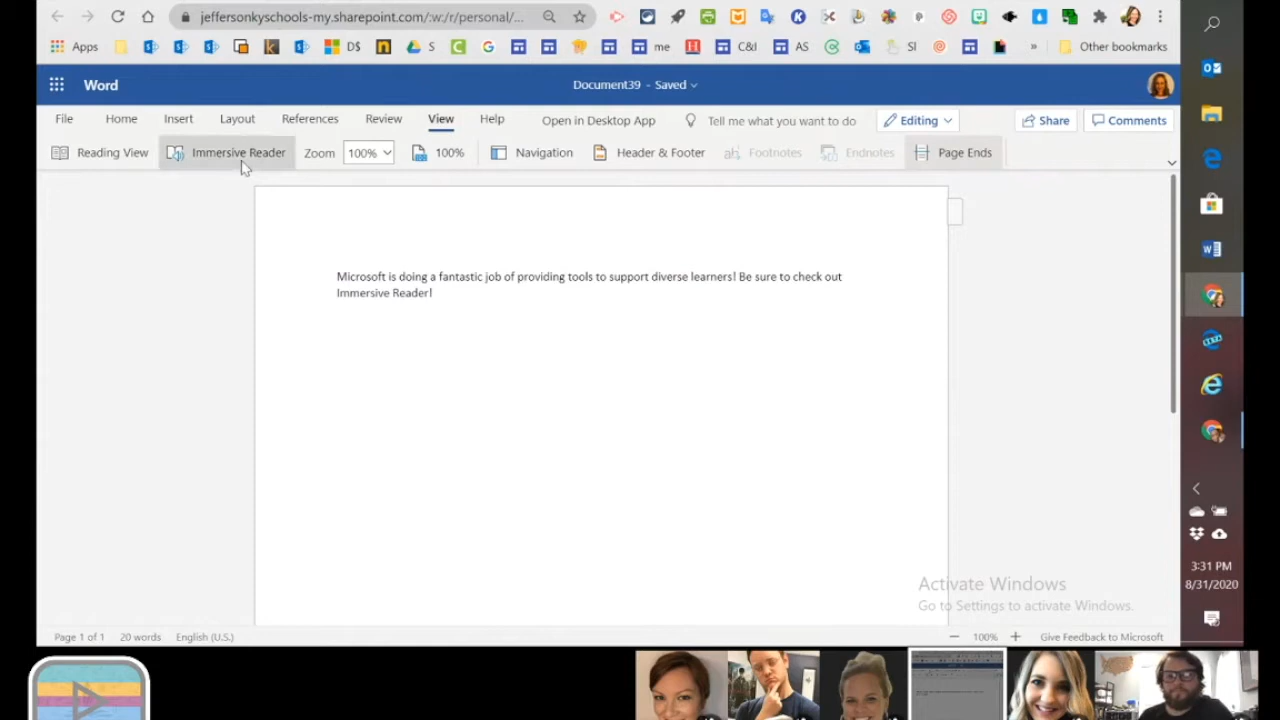 jeffersonkyschools-my.sharepoint.com/:w:/r/personal/...
Apps D$ S me C&I AS SI » Other bookmarks
Word Document39 - Saved
File Home Insert Layout References Review View Help Open in Desktop App Tell me what you want to do Editing Share Comments
Reading View Immersive Reader Zoom 100% 100% Navigation Header & Footer Footnotes Endnotes Page Ends
Microsoft is doing a fantastic job of providing tools to support diverse learners! Be sure to check out
Immersive Reader!
Activate Windows
Go to Settings to activate Windows.
3:31 PM
8/31/2020
Page 1 of 1 20 words English (U.S.) 100% Give Feedback to Microsoft